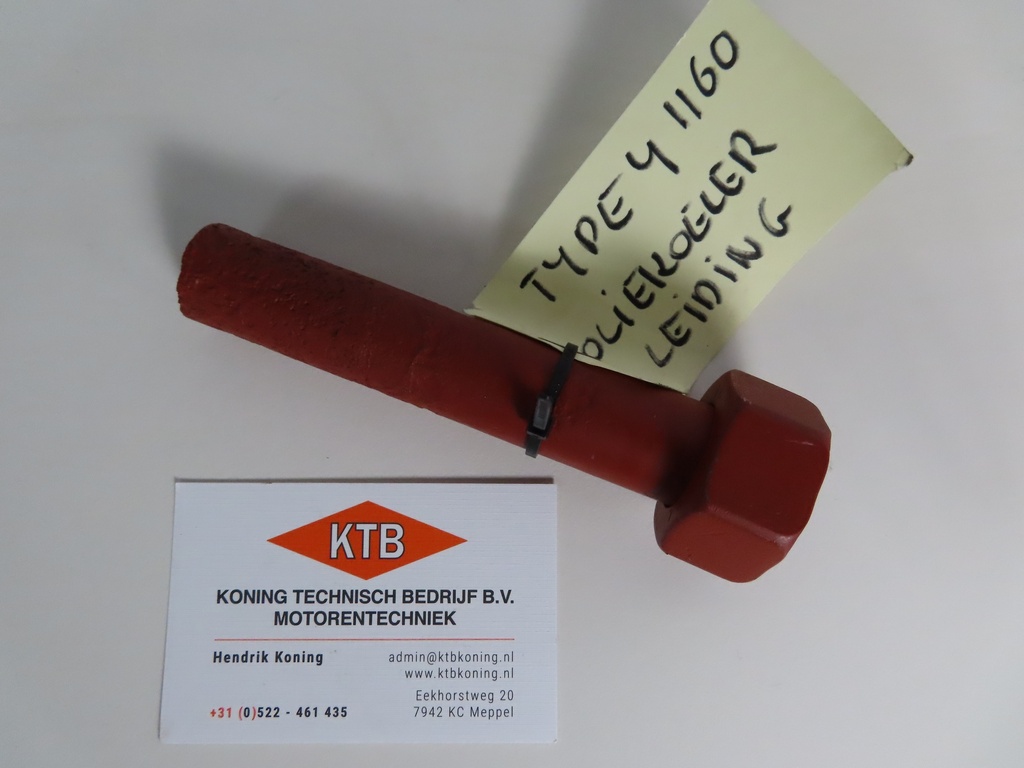 TYPE 4 1160
OLIEKOELER
LEIDING
KTB
KONING TECHNISCH BEDRIJF B.V.
MOTORENTECHNIEK
Hendrik Koning
admin@ktbkoning.nl
www.ktbkoning.nl
Eekhorstweg 20
+31 (0)522 - 461 435
7942 KC Meppel